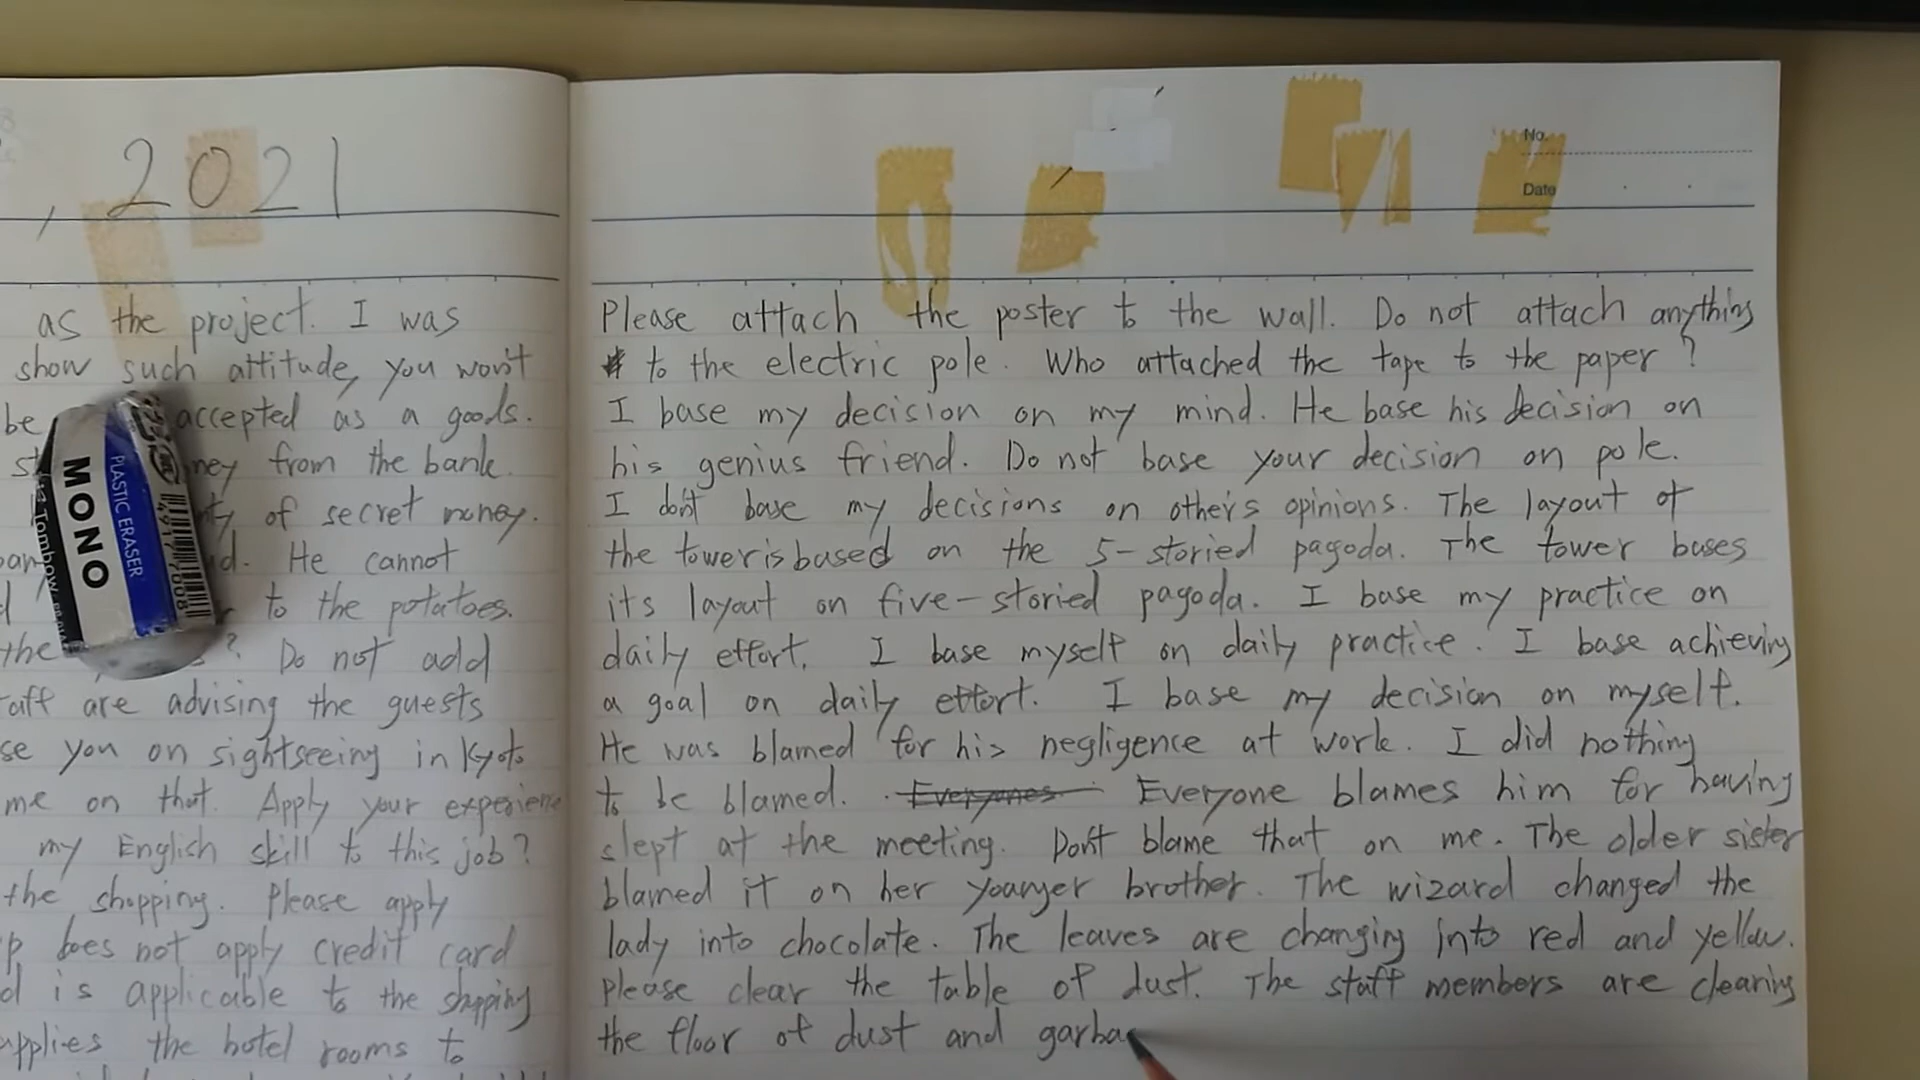 , 2021
as the project. I was
show such attitude, you won't
be accepted as a goods.
from the bank.
of secret money.
He cannot
to the potatoes.
the ? Do not add
are advising the guests
you on sightseeing in Kyoto
me on that. Apply your experience
my English skill to this job?
the shopping. Please apply
does not apply credit card
is applicable to the shopping
applies the hotel rooms to
MONO
PLASTIC ERASER
Tombow
No.
Date
Please attach the poster to the wall. Do not attach anything
to the electric pole. Who attached the tape to the paper?
I base my decision on my mind. He base his decision on
his genius friend. Do not base your decision on pole.
I don't base my decisions on other's opinions. The layout of
the tower is based on the 5-storied pagoda. The tower bases
its layout on five-storied pagoda. I base my practice on
daily effort. I base myself on daily practice. I base achieving
a goal on daily effort. I base my decision on myself.
He was blamed for his negligence at work. I did nothing
to be blamed. Everyones Everyone blames him for having
slept at the meeting. Don't blame that on me. The older sister
blamed it on her younger brother. The wizard changed the
lady into chocolate. The leaves are changing into red and yellow.
Please clear the table of dust. The staff members are clearing
the floor of dust and garba